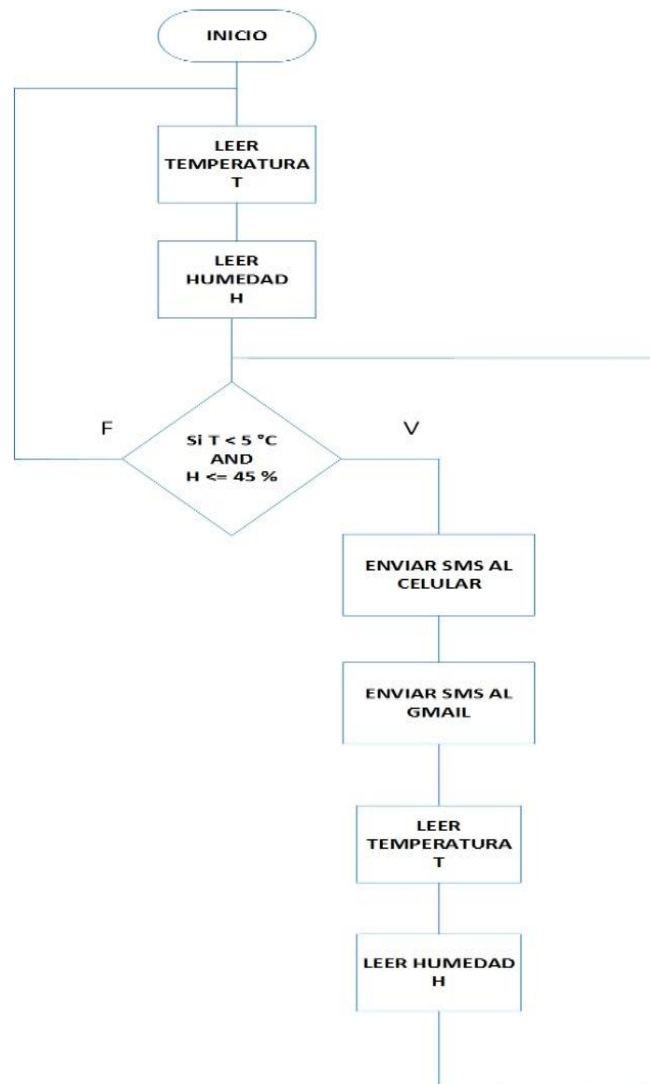 INICIO
LEER
TEMPERATURA
T
LEER
HUMEDAD
H
F
V
Si T < 5 °C
AND
H <= 45 %
ENVIAR SMS AL
CELULAR
ENVIAR SMS AL
GMAIL
LEER
TEMPERATURA
T
LEER HUMEDAD
H